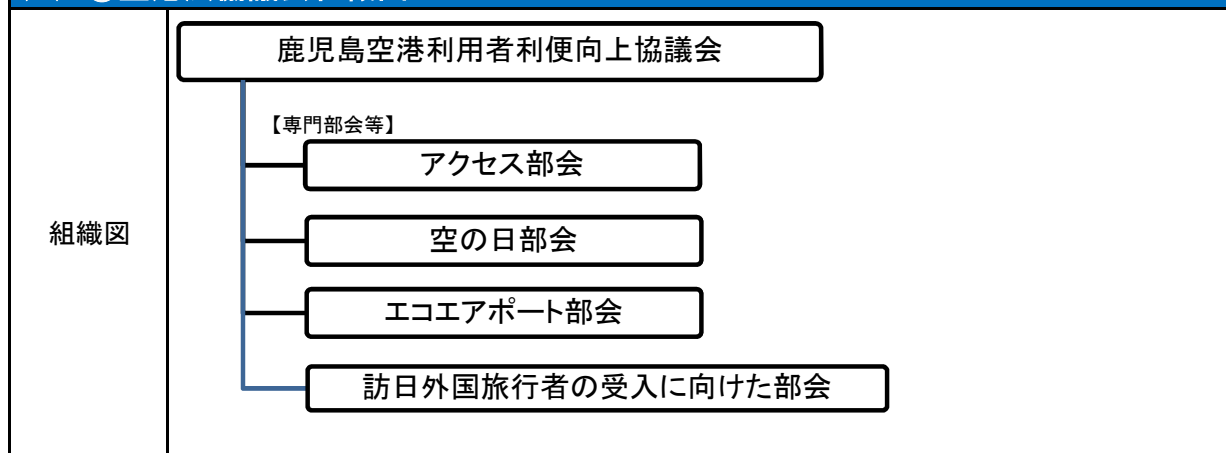 鹿児島空港利用者利便向上協議会
【専門部会等】
アクセス部会
空の日部会
組織図
エコエアポート部会
訪日外国旅行者の受入に向けた部会